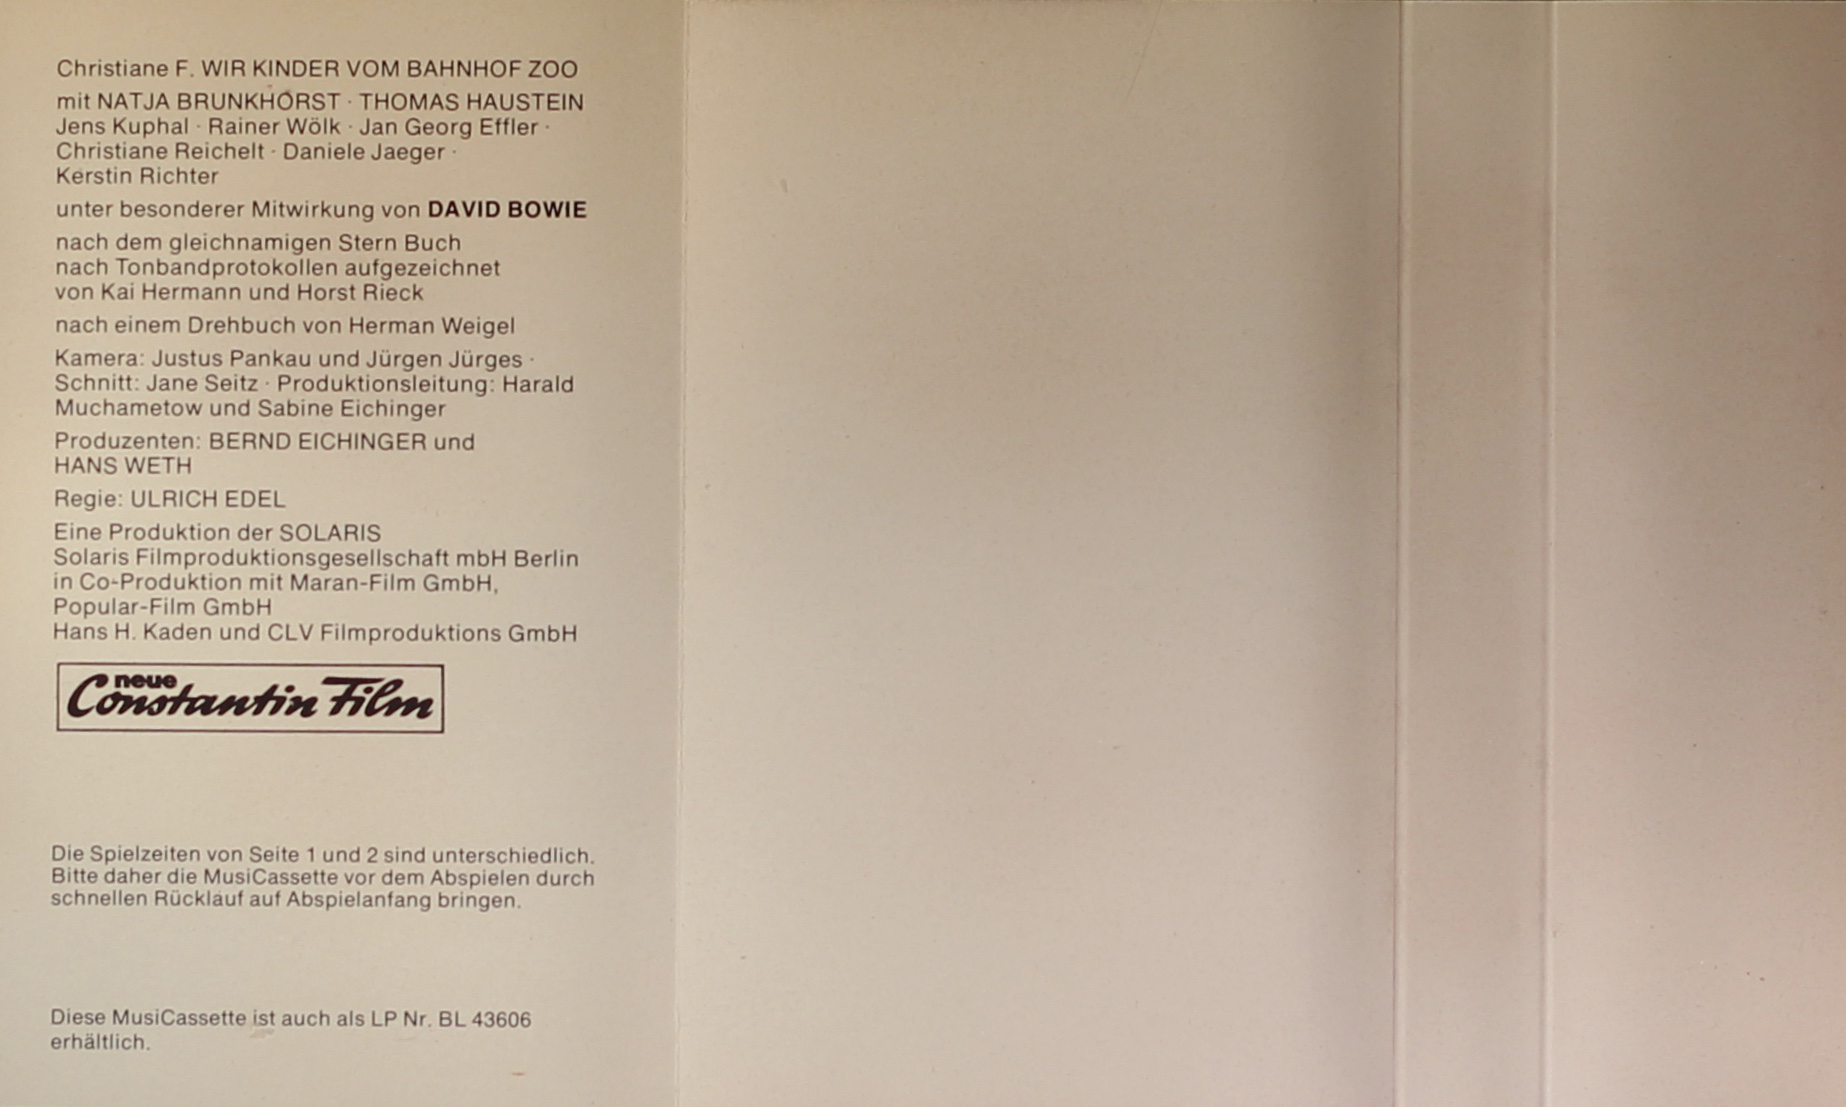 Christiane F. WIR KINDER VOM BAHNHOF ZOO
mit NATJA BRUNKHORST · THOMAS HAUSTEIN
Jens Kuphal · Rainer Wölk · Jan Georg Effler ·
Christiane Reichelt · Daniele Jaeger ·
Kerstin Richter
unter besonderer Mitwirkung von DAVID BOWIE
nach dem gleichnamigen Stern Buch
nach Tonbandprotokollen aufgezeichnet
von Kai Hermann und Horst Rieck
nach einem Drehbuch von Herman Weigel
Kamera: Justus Pankau und Jürgen Jürges ·
Schnitt: Jane Seitz · Produktionsleitung: Harald
Muchametow und Sabine Eichinger
Produzenten: BERND EICHINGER und
HANS WETH
Regie: ULRICH EDEL
Eine Produktion der SOLARIS
Solaris Filmproduktionsgesellschaft mbH Berlin
in Co-Produktion mit Maran-Film GmbH,
Popular-Film GmbH
Hans H. Kaden und CLV Filmproduktions GmbH
neue
Constantin Film
Die Spielzeiten von Seite 1 und 2 sind unterschiedlich.
Bitte daher die MusiCassette vor dem Abspielen durch
schnellen Rücklauf auf Abspielanfang bringen.
Diese MusiCassette ist auch als LP Nr. BL 43606
erhältlich.